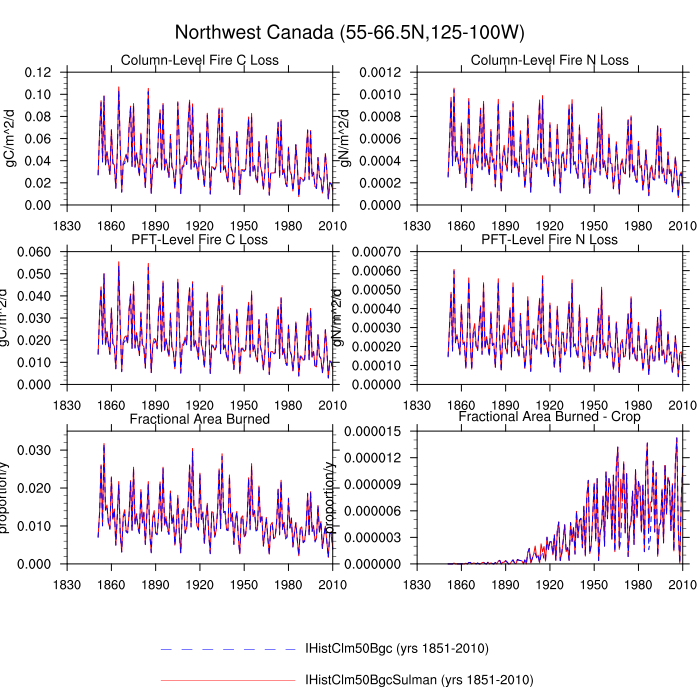 Northwest Canada (55-66.5N,125-100W)
Column-Level Fire C Loss
gC/m^2/d
0.12
0.10
0.08
0.06
0.04
0.02
0.00
1830 1860 1890 1920 1950 1980 2010
Column-Level Fire N Loss
gN/m^2/d
0.0012
0.0010
0.0008
0.0006
0.0004
0.0002
0.0000
1830 1860 1890 1920 1950 1980 2010
PFT-Level Fire C Loss
gC/m^2/d
0.060
0.050
0.040
0.030
0.020
0.010
0.000
1830 1860 1890 1920 1950 1980 2010
PFT-Level Fire N Loss
gN/m^2/d
0.00070
0.00060
0.00050
0.00040
0.00030
0.00020
0.00010
0.00000
1830 1860 1890 1920 1950 1980 2010
Fractional Area Burned
proportion/y
0.030
0.020
0.010
0.000
1830 1860 1890 1920 1950 1980 2010
Fractional Area Burned - Crop
proportion/y
0.000015
0.000012
0.000009
0.000006
0.000003
0.000000
1830 1860 1890 1920 1950 1980 2010
IHistClm50Bgc (yrs 1851-2010)
IHistClm50BgcSulman (yrs 1851-2010)